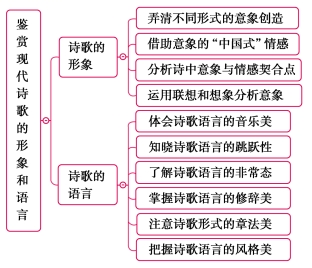 鉴赏现代诗歌的形象和语言
诗歌的
形象
弄清不同形式的意象创造
借助意象的“中国式”情感
分析诗中意象与情感契合点
运用联想和想象分析意象
诗歌的
语言
体会诗歌语言的音乐美
知晓诗歌语言的跳跃性
了解诗歌语言的非常态
掌握诗歌语言的修辞美
注意诗歌形式的章法美
把握诗歌语言的风格美